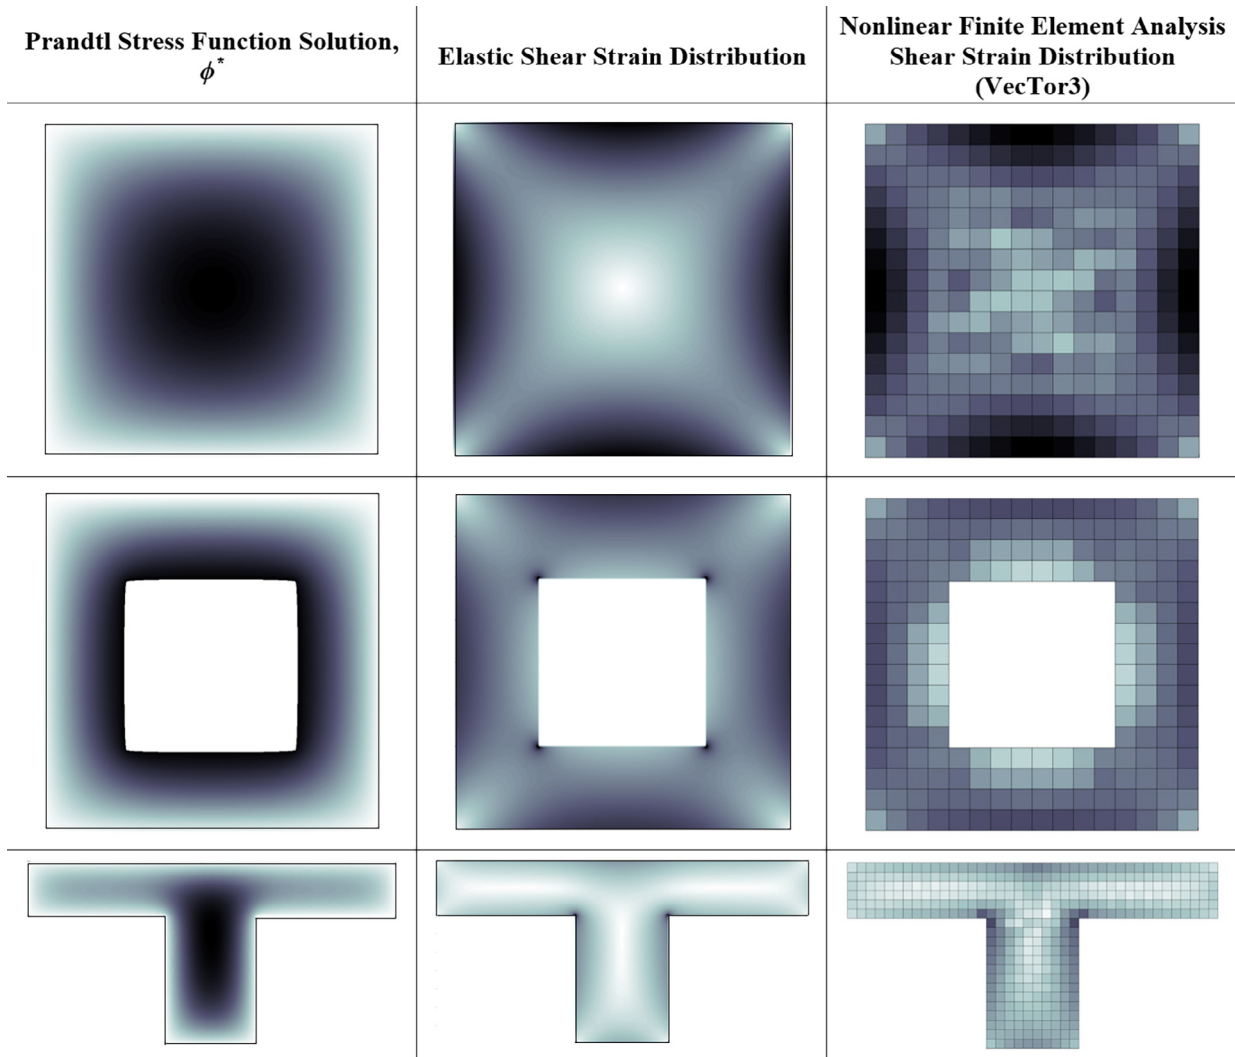 Prandtl Stress Function Solution,
ϕ*
Elastic Shear Strain Distribution
Nonlinear Finite Element Analysis
Shear Strain Distribution
(VecTor3)